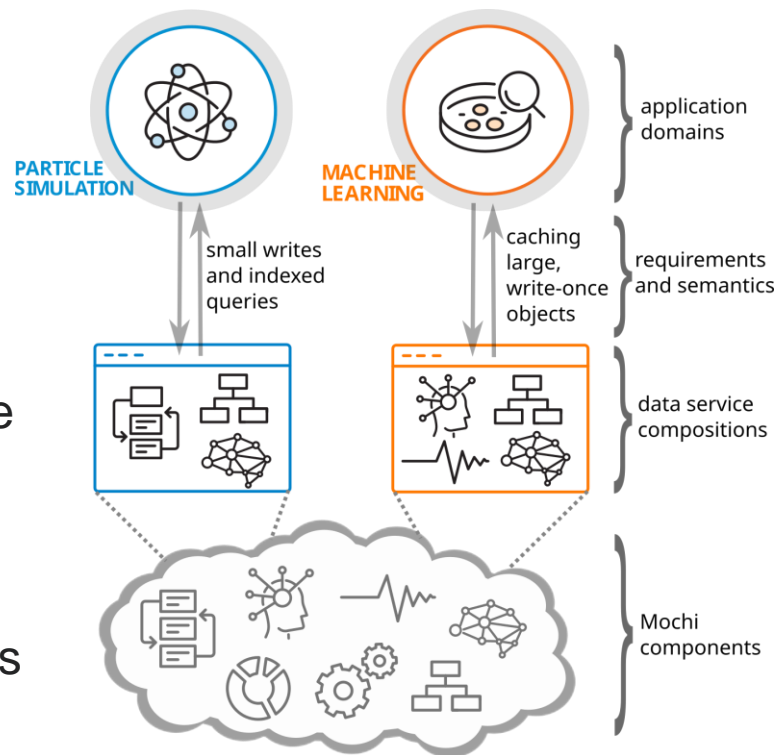 PARTICLE
SIMULATION
MACHINE
LEARNING
application
domains
small writes
and indexed
queries
caching
large,
write-once
objects
requirements
and semantics
e
data service
compositions
s
Mochi
components